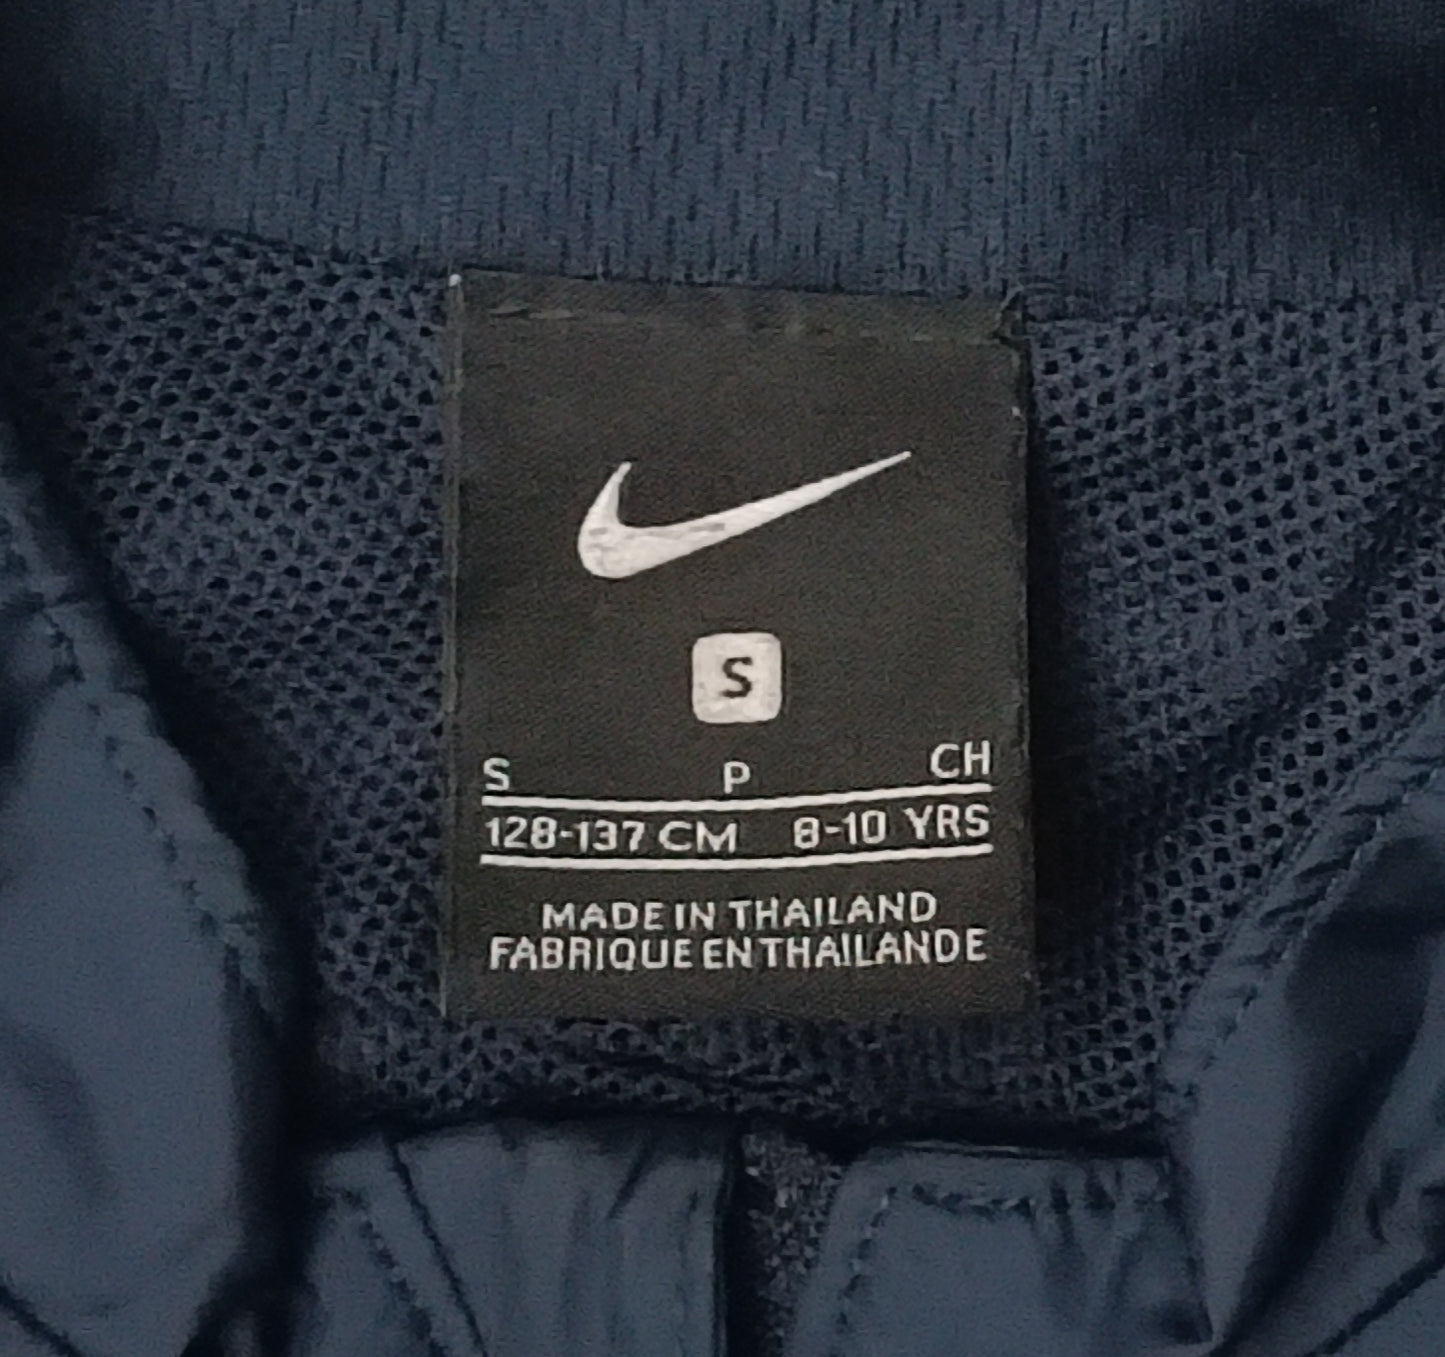 S
S P CH
128-137 CM 8-10 YRS
MADE IN THAILAND
FABRIQUE EN THAILANDE